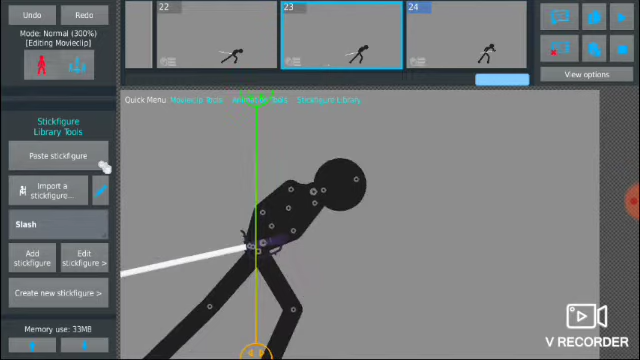 Undo Redo
Mode: Normal (300%)
[Editing Movieclip]
22 23 24
View options
Quick Menu Movieclip Tools Animation Tools Stickfigure Library
Stickfigure
Library Tools
Paste stickfigure
Import a
stickfigure...
Slash
Add
stickfigure
Edit
stickfigure >
Create new stickfigure >
Memory use: 33MB
V RECORDER